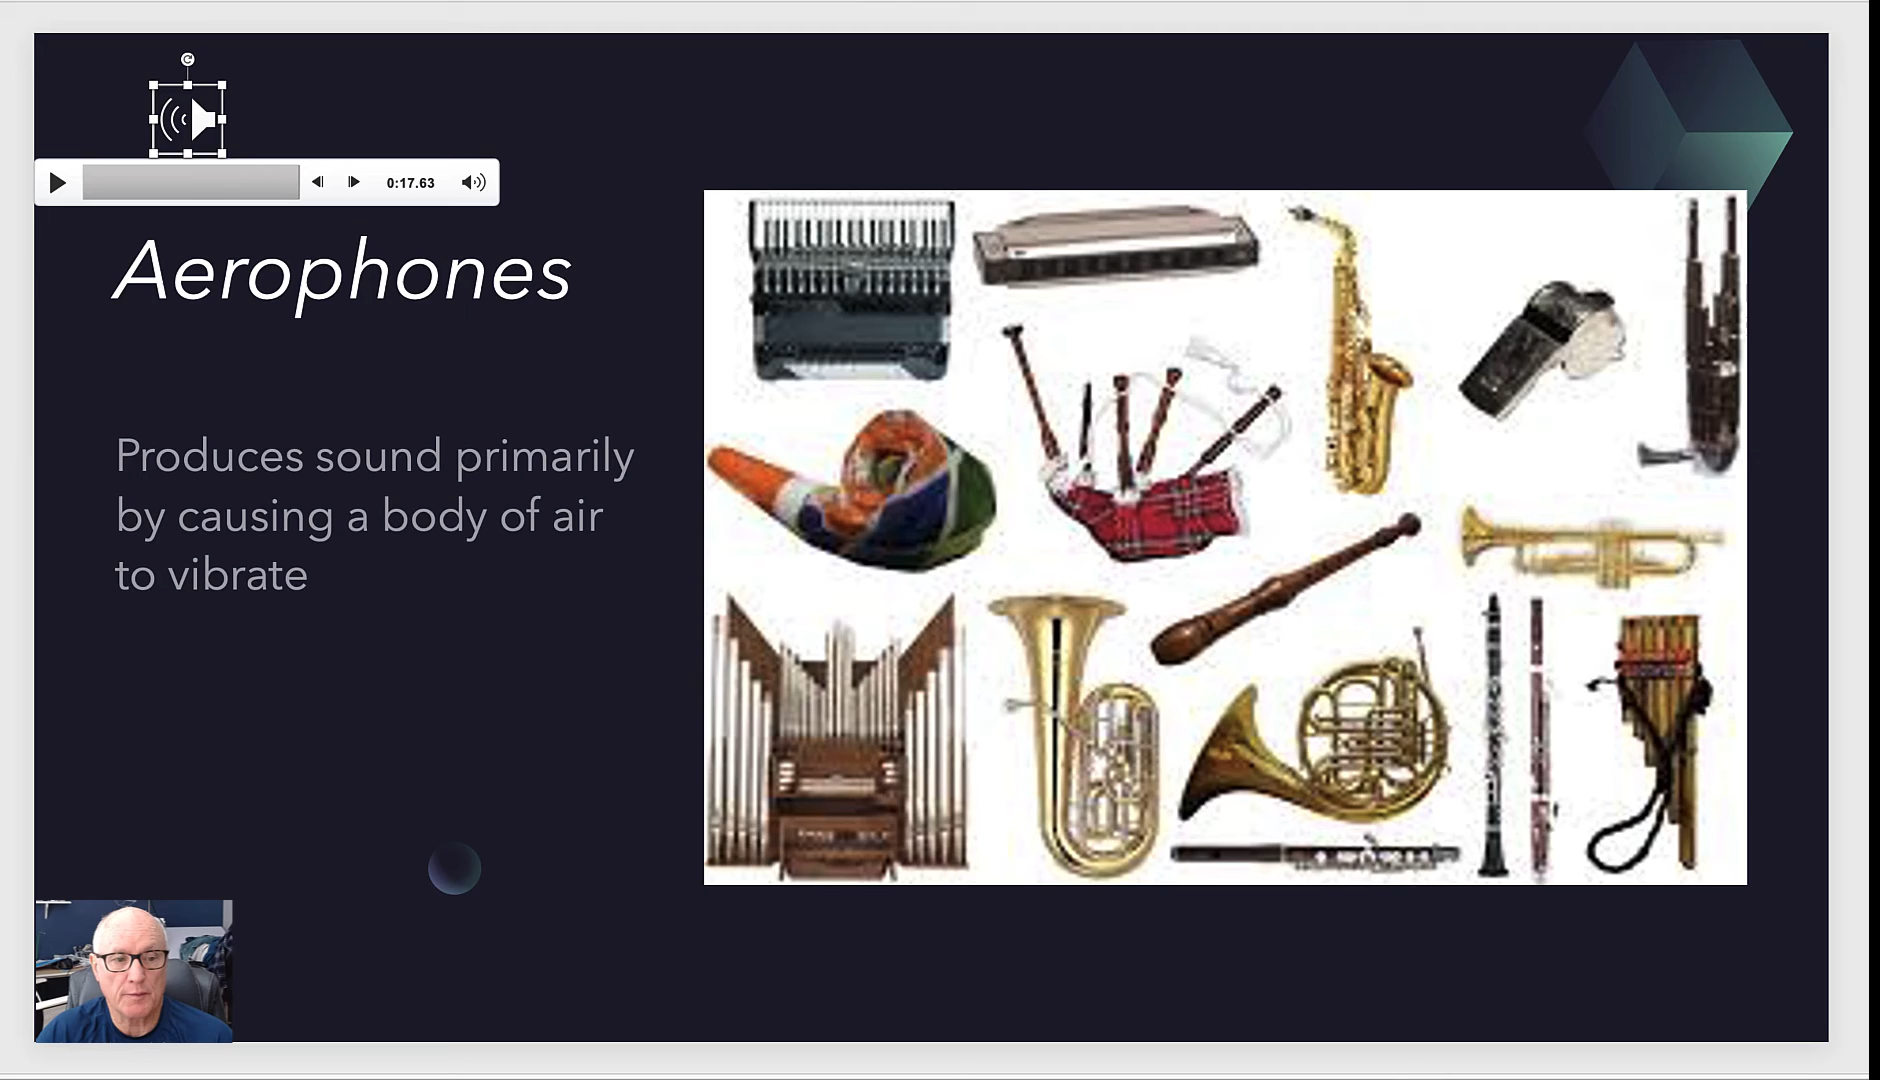 0:17.63
Aerophones
Produces sound primarily
by causing a body of air
to vibrate